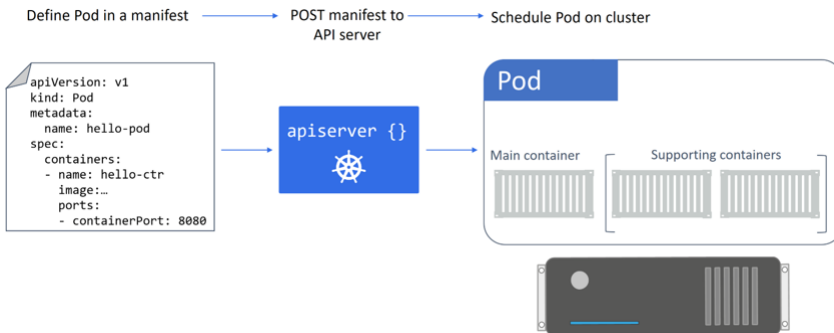 Define Pod in a manifest
POST manifest to
API server
Schedule Pod on cluster
apiVersion: v1
kind: Pod
metadata:
  name: hello-pod
spec:
  containers:
  - name: hello-ctr
    image:…
    ports:
    - containerPort: 8080
apiserver {}
Pod
Main container
Supporting containers